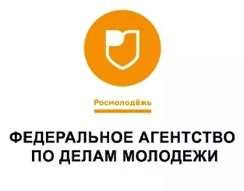 Росмолодёжь
ФЕДЕРАЛЬНОЕ АГЕНТСТВО
ПО ДЕЛАМ МОЛОДЕЖИ